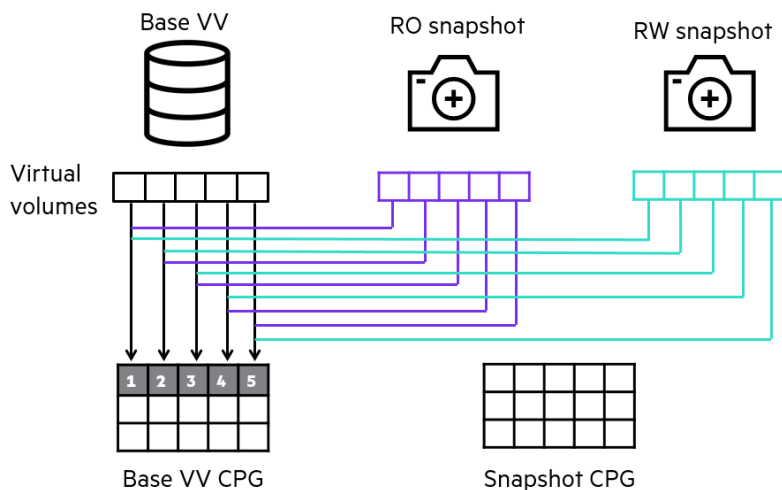 Base VV
RO snapshot
RW snapshot
Virtual
volumes
1 2 3 4 5
Base VV CPG
Snapshot CPG